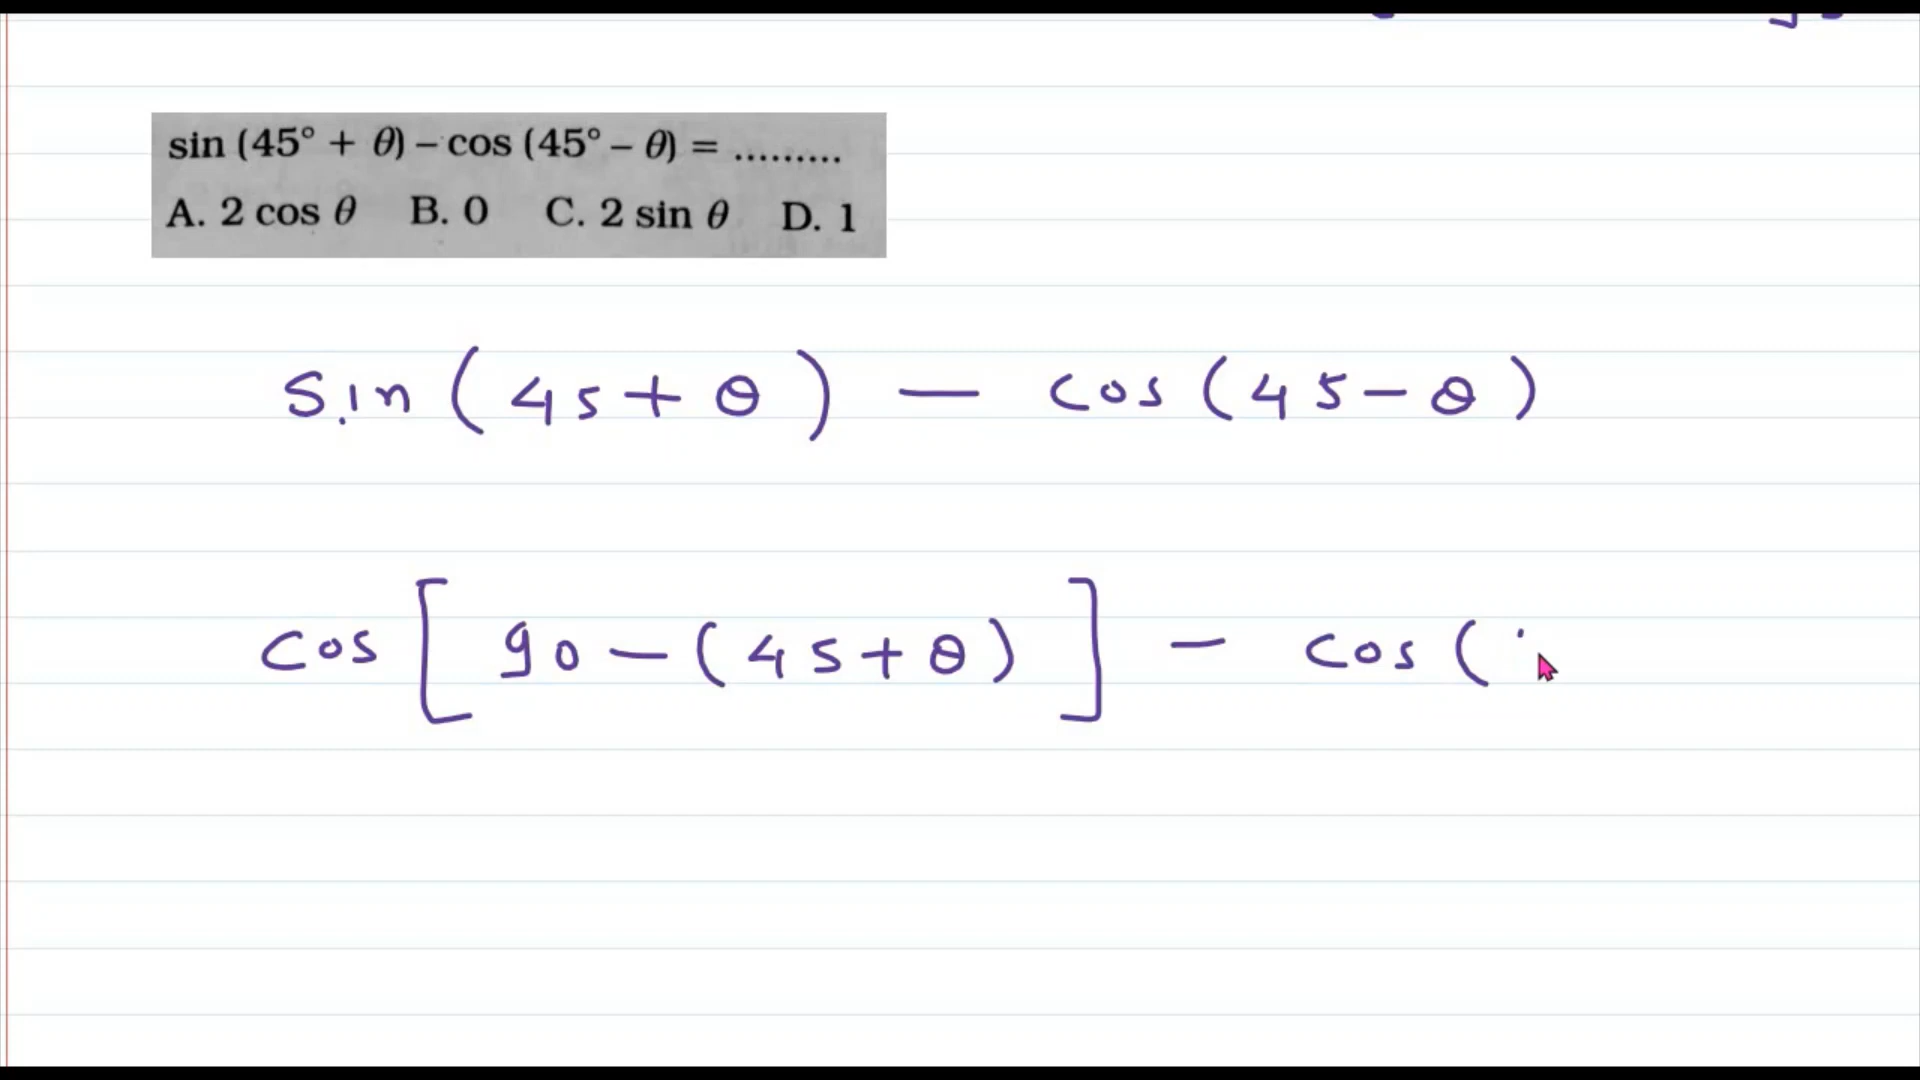 sin (45° + θ) – cos (45° – θ) = .........
A. 2 cos θ B. 0 C. 2 sin θ D. 1
Sin ( 45 + θ ) — cos ( 45 - θ )
cos [ 90 - ( 45 + θ ) ] - cos (